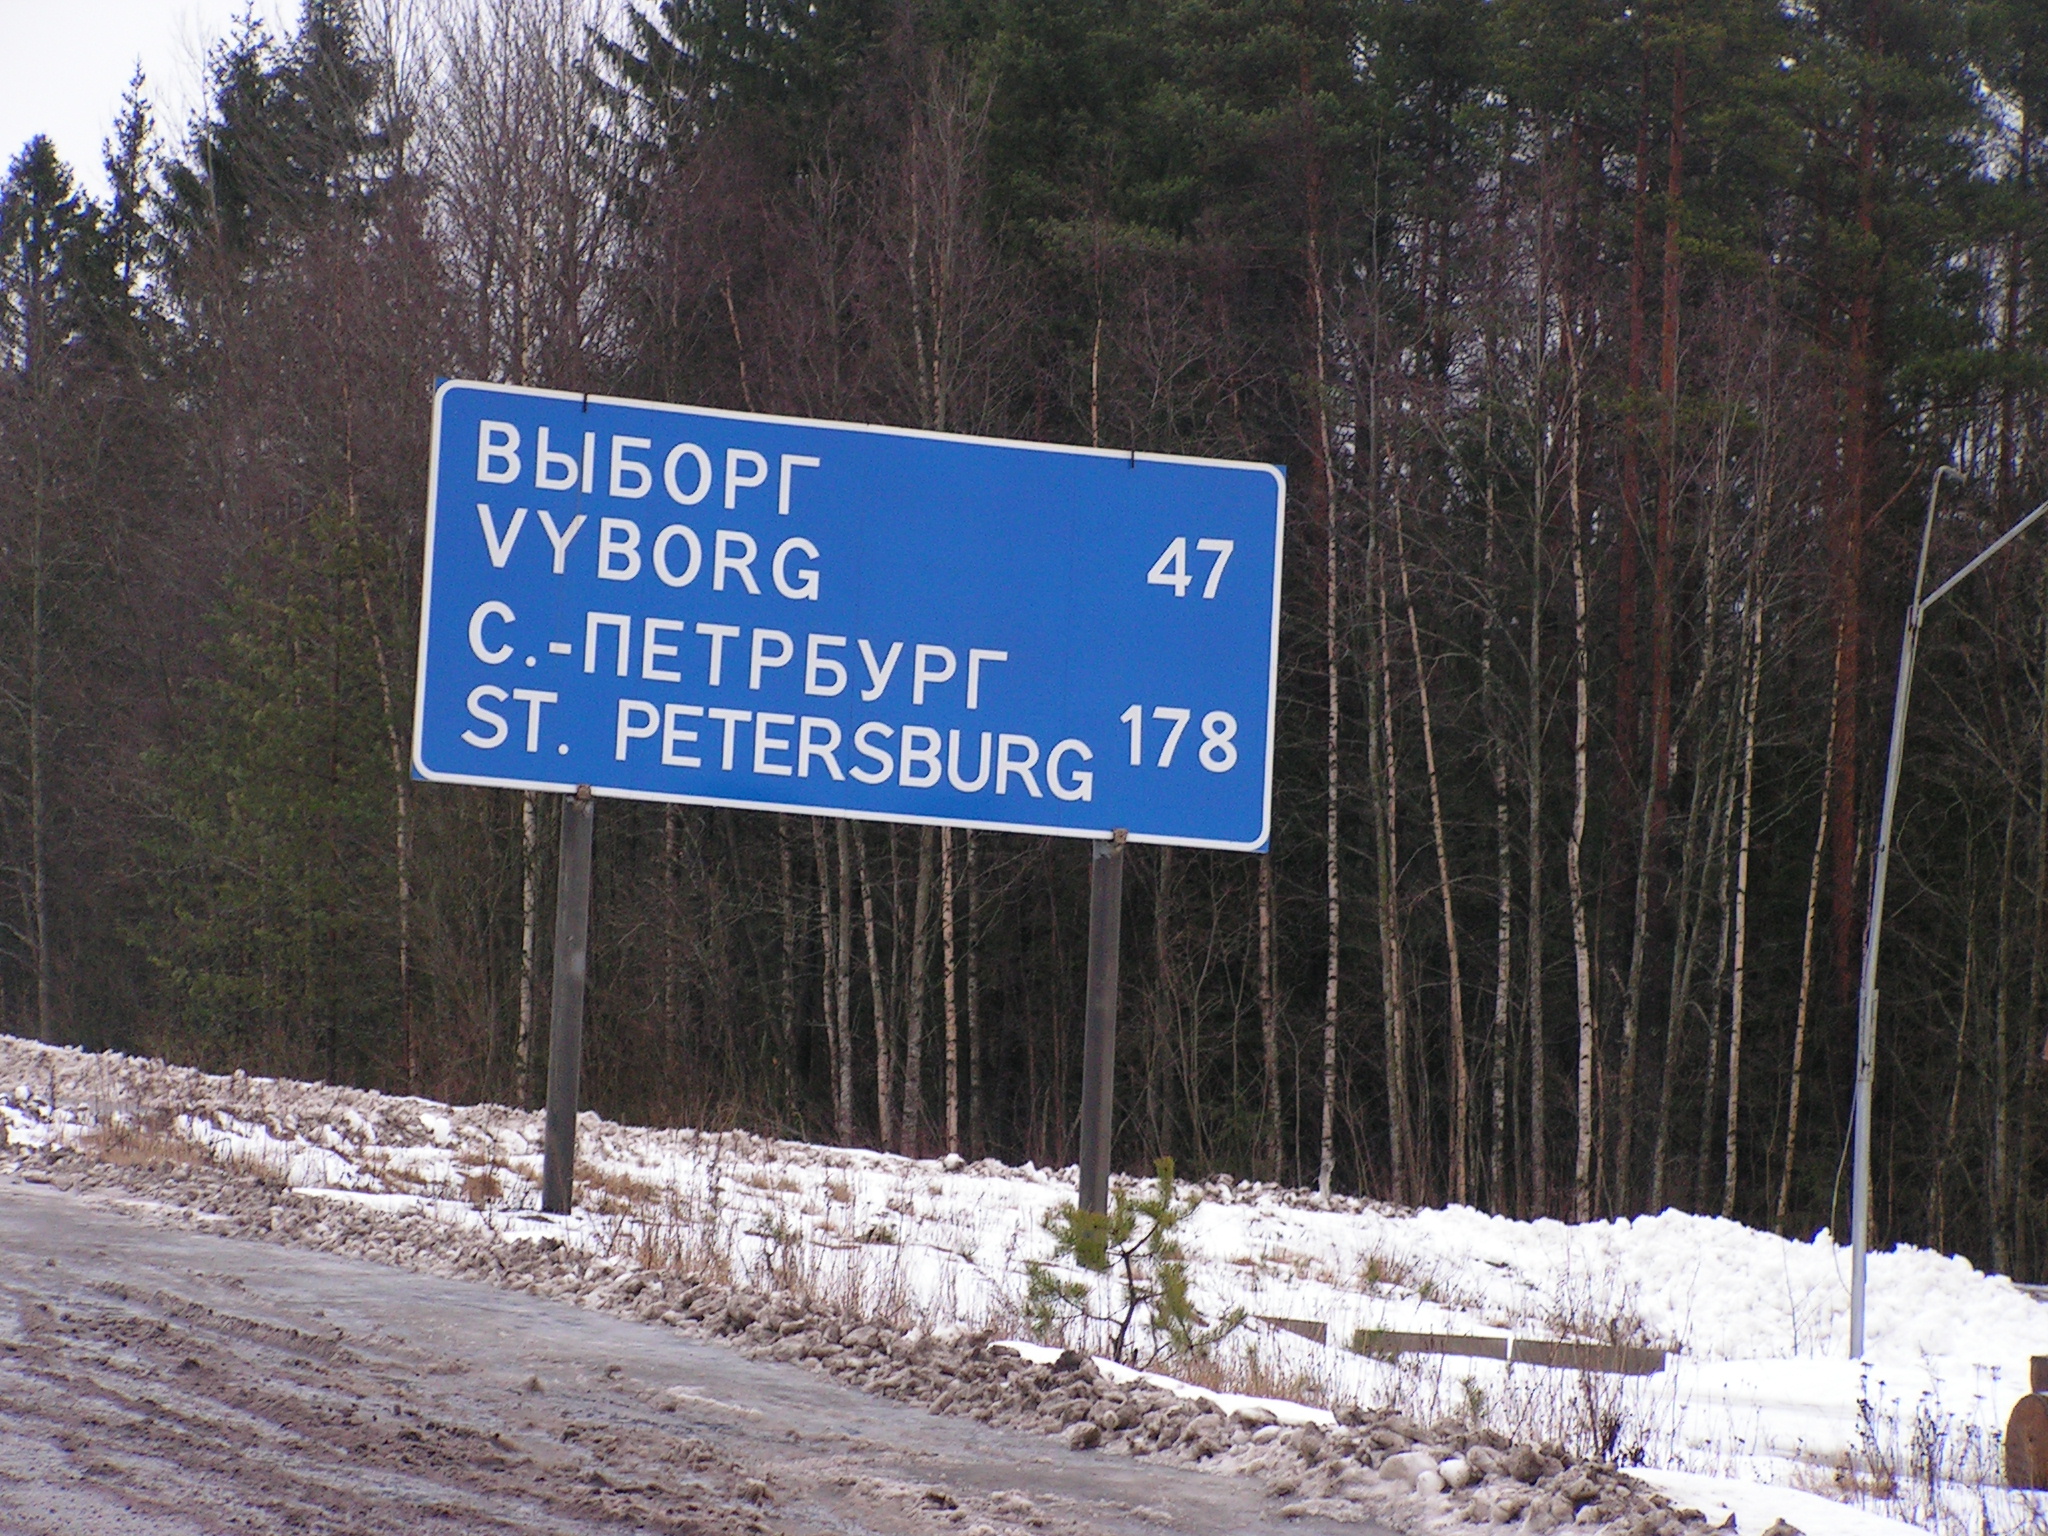 ВЫБОРГ
VYBORG 47
С.-ПЕТРБУРГ
ST. PETERSBURG 178